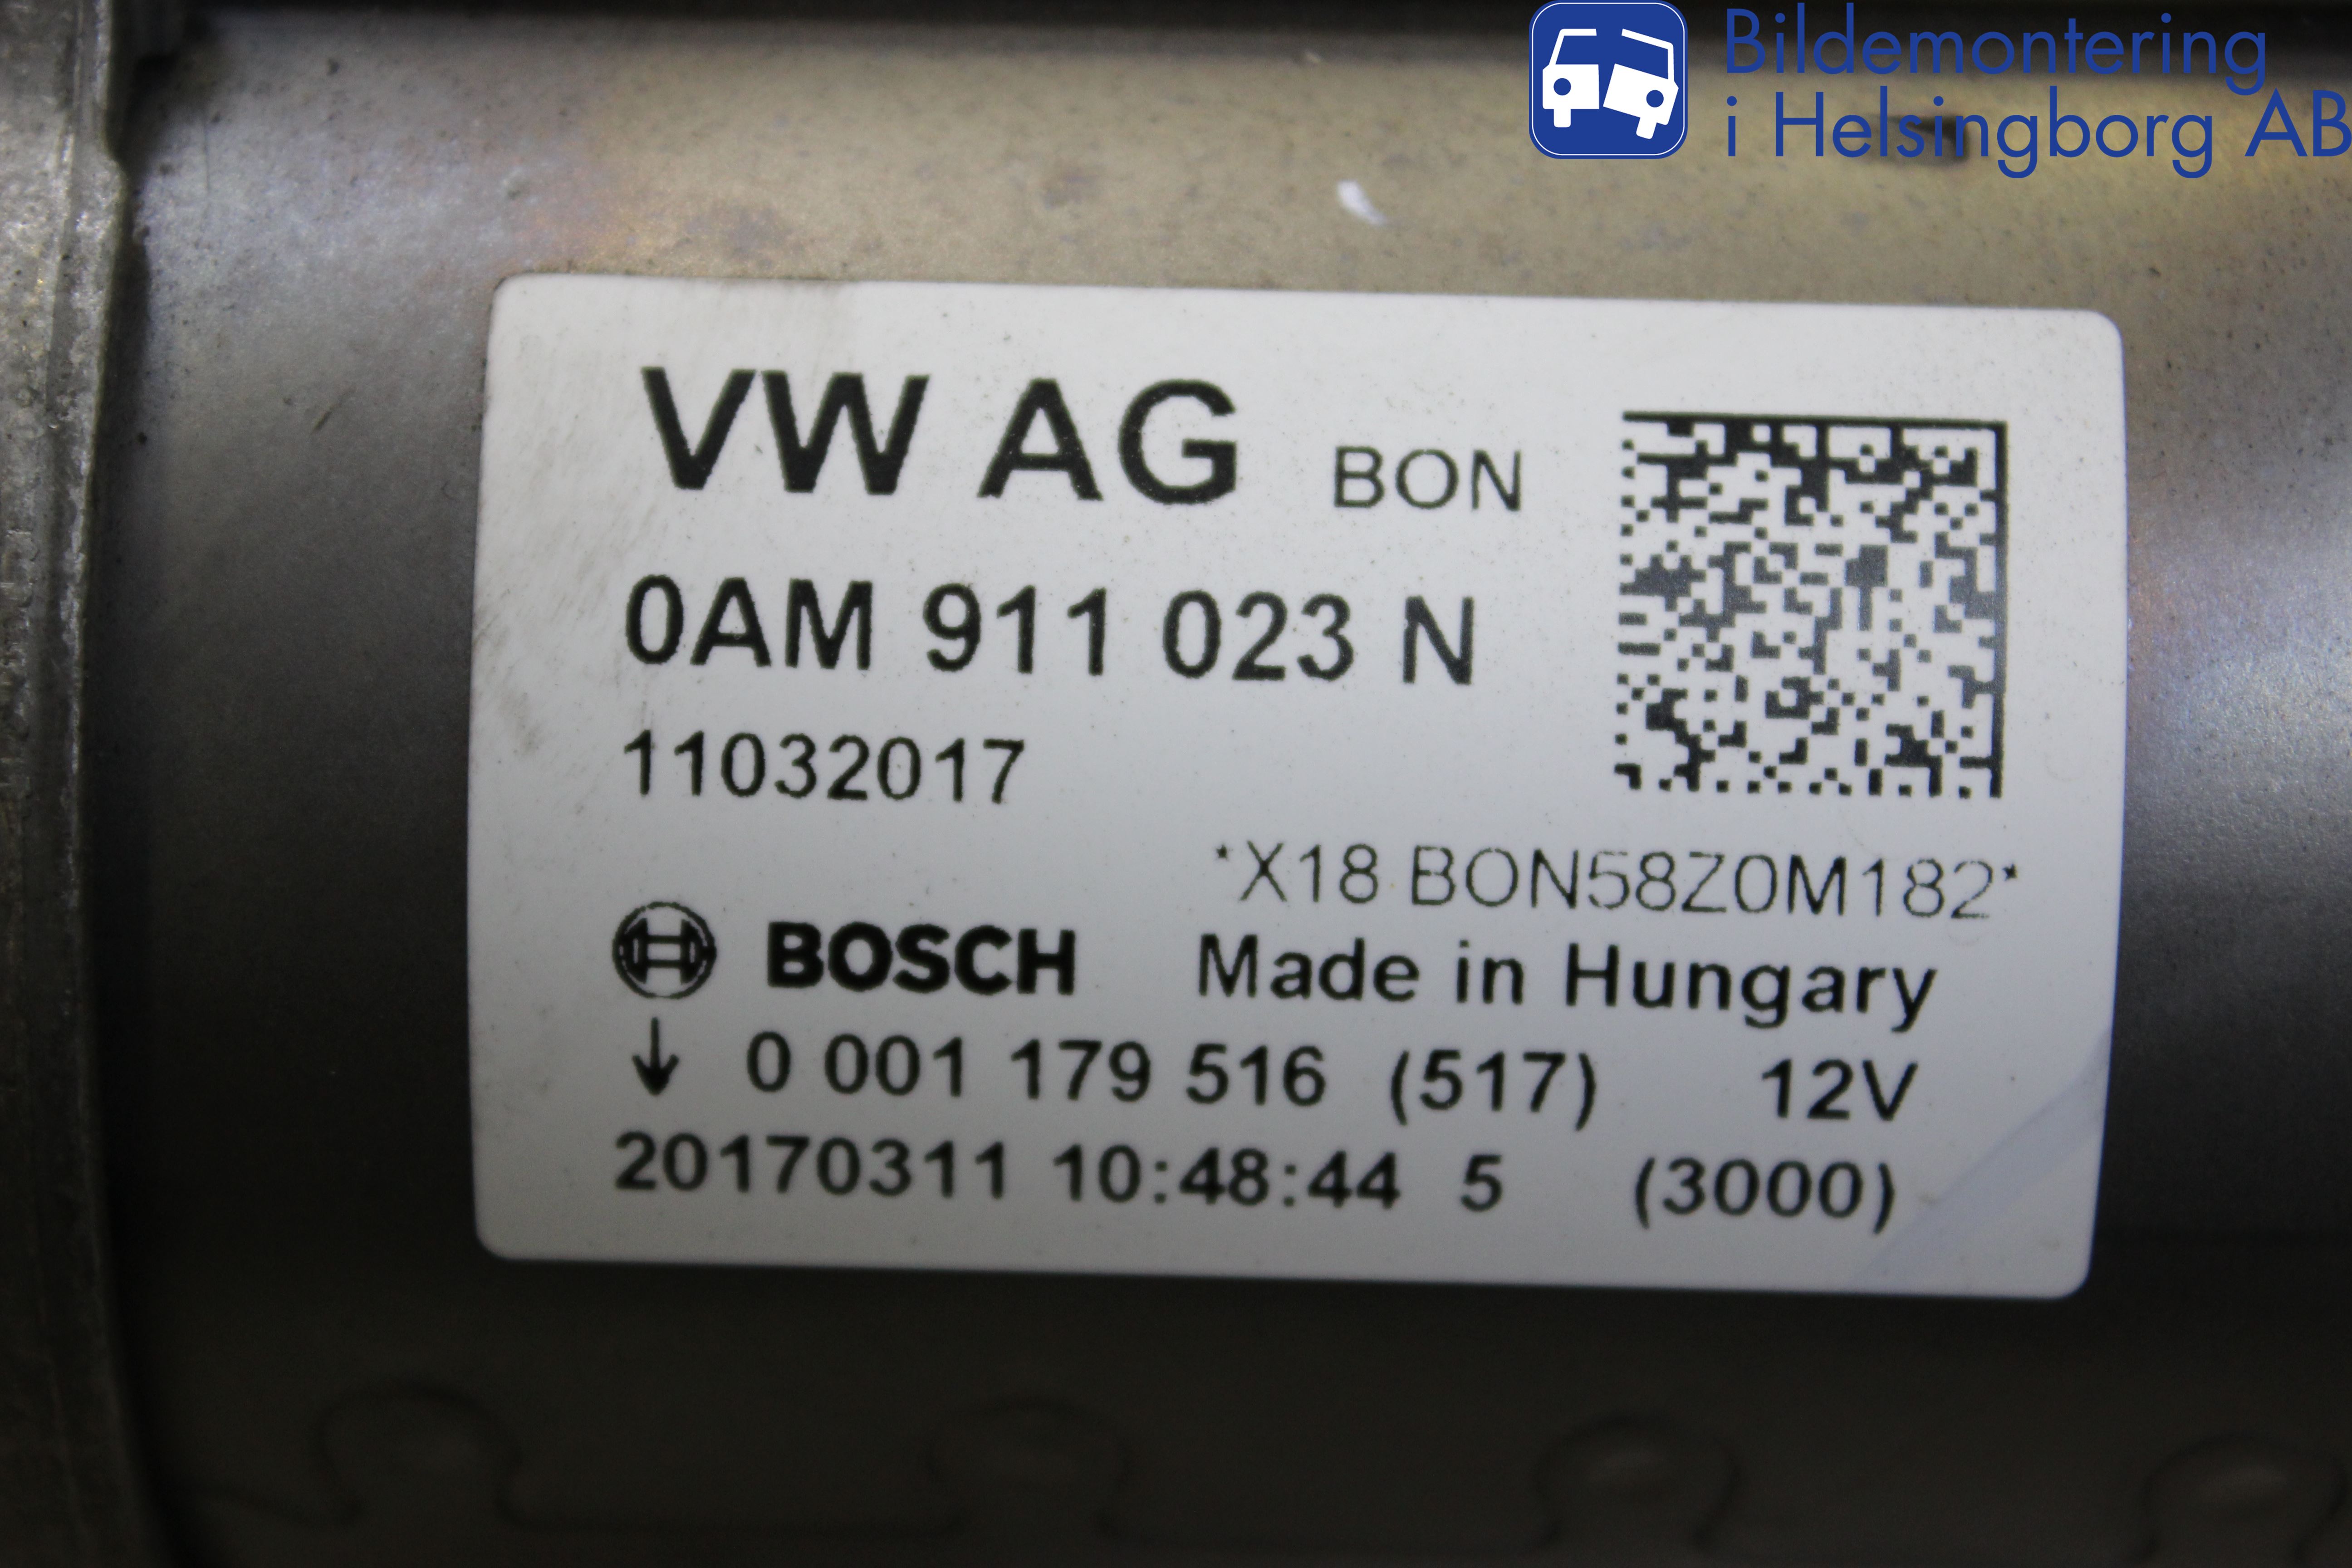 Bildemontering
i Helsingborg AB
VW AG BON
0AM 911 023 N
11032017
*X18 BON58Z0M182*
BOSCH Made in Hungary
↓ 0 001 179 516 (517) 12V
20170311 10:48:44 5 (3000)